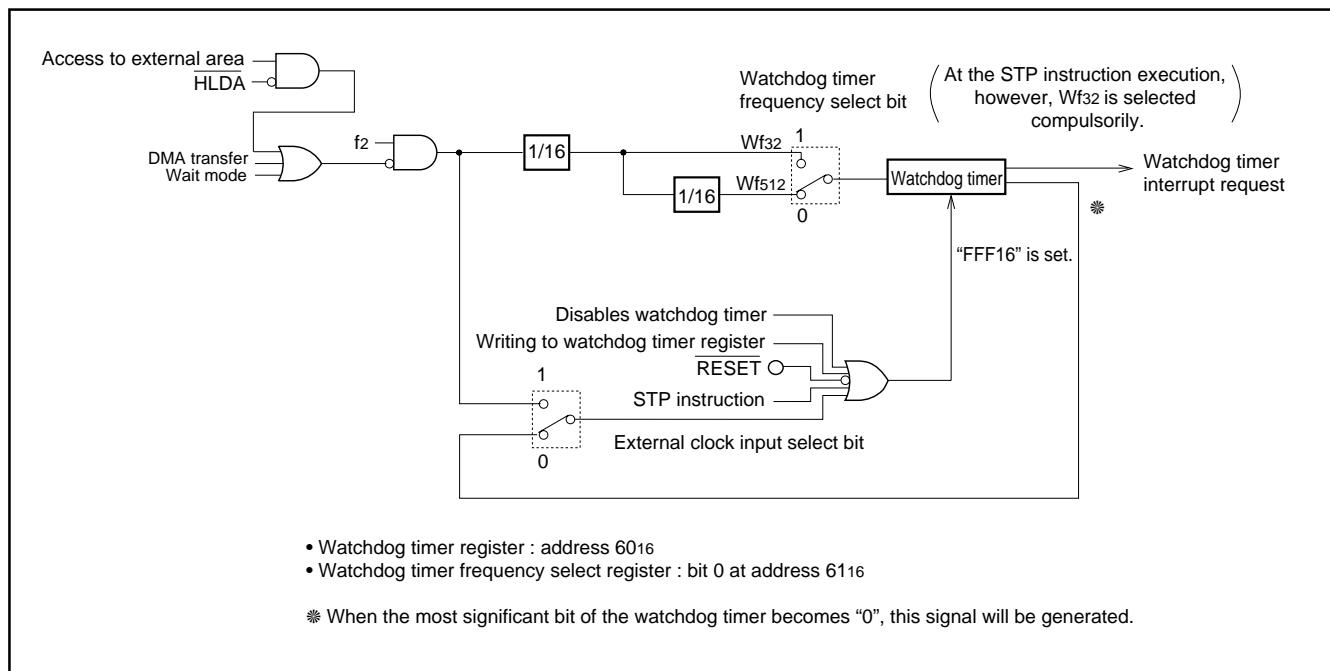 Access to external area
HLDA
DMA transfer
Wait mode
f2
1/16
1/16
Wf32
Wf512
Watchdog timer
frequency select bit
1
0
(At the STP instruction execution,
however, Wf32 is selected
compulsorily.)
Watchdog timer
Watchdog timer
interrupt request
❋
“FFF16” is set.
Disables watchdog timer
Writing to watchdog timer register
RESET
STP instruction
1
0
External clock input select bit
• Watchdog timer register : address 6016
• Watchdog timer frequency select register : bit 0 at address 6116
❋ When the most significant bit of the watchdog timer becomes “0”, this signal will be generated.